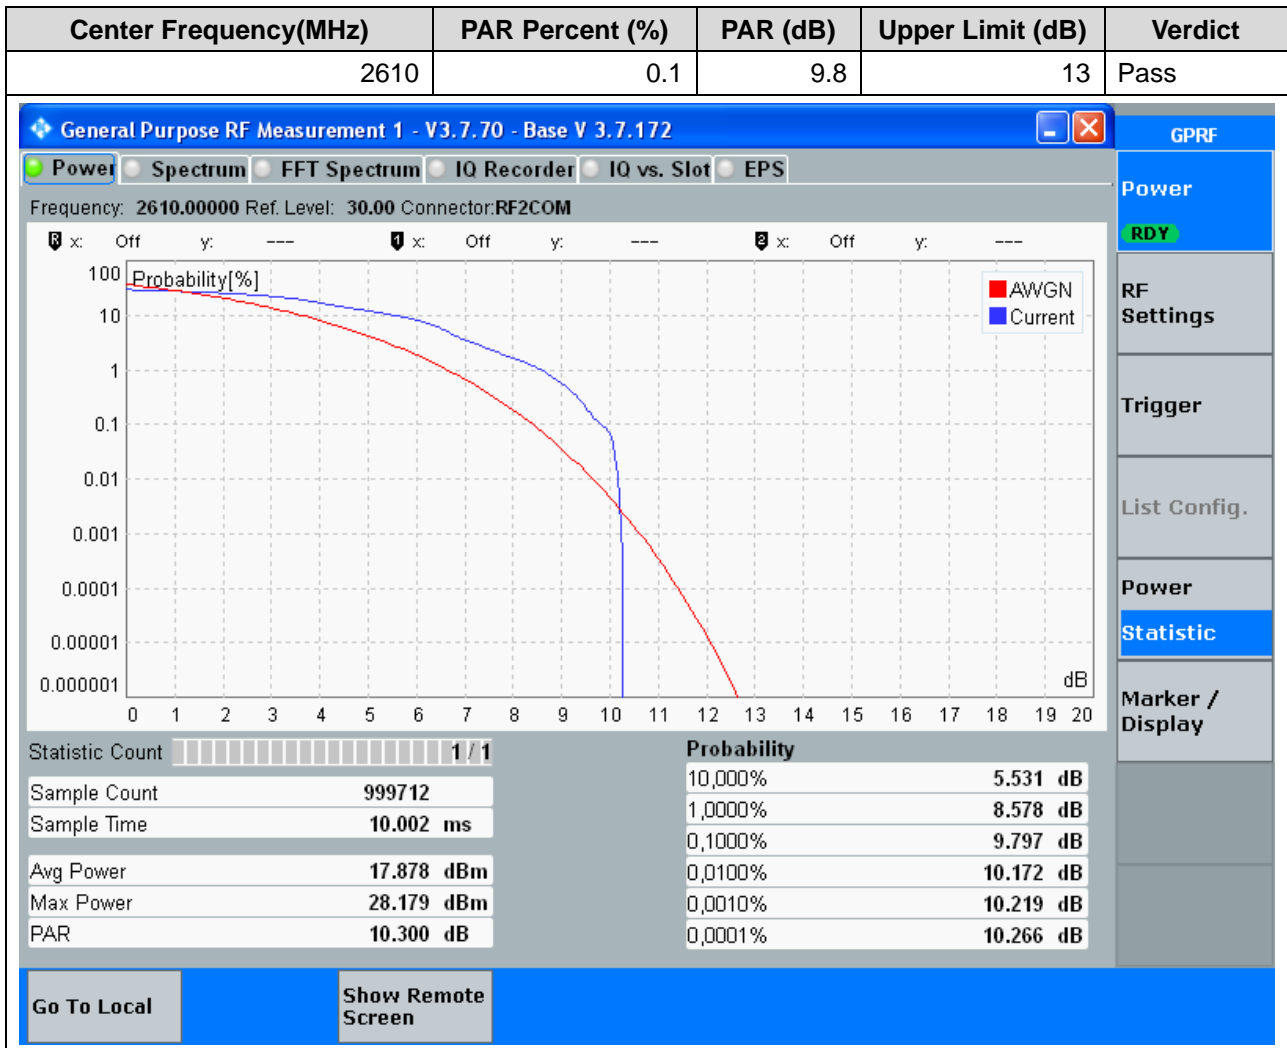 Center Frequency(MHz) PAR Percent (%) PAR (dB) Upper Limit (dB) Verdict
2610 0.1 9.8 13 Pass
General Purpose RF Measurement 1 - V3.7.70 - Base V 3.7.172
GPRF
Power Spectrum FFT Spectrum IQ Recorder IQ vs. Slot EPS
Power
RDY
Frequency: 2610.00000 Ref. Level: 30.00 Connector:RF2COM
R x: Off y: --- 1 x: Off y: --- 2 x: Off y: ---
Probability[%]
AWGN
Current
100
10
1
0.1
0.01
0.001
0.0001
0.00001
0.000001
dB
0 1 2 3 4 5 6 7 8 9 10 11 12 13 14 15 16 17 18 19 20
RF
Settings
Trigger
List Config.
Power
Statistic
Marker /
Display
Statistic Count 1 / 1
Sample Count 999712
Sample Time 10.002 ms
Avg Power 17.878 dBm
Max Power 28.179 dBm
PAR 10.300 dB
Probability
10,000% 5.531 dB
1,0000% 8.578 dB
0,1000% 9.797 dB
0,0100% 10.172 dB
0,0010% 10.219 dB
0,0001% 10.266 dB
Go To Local
Show Remote
Screen